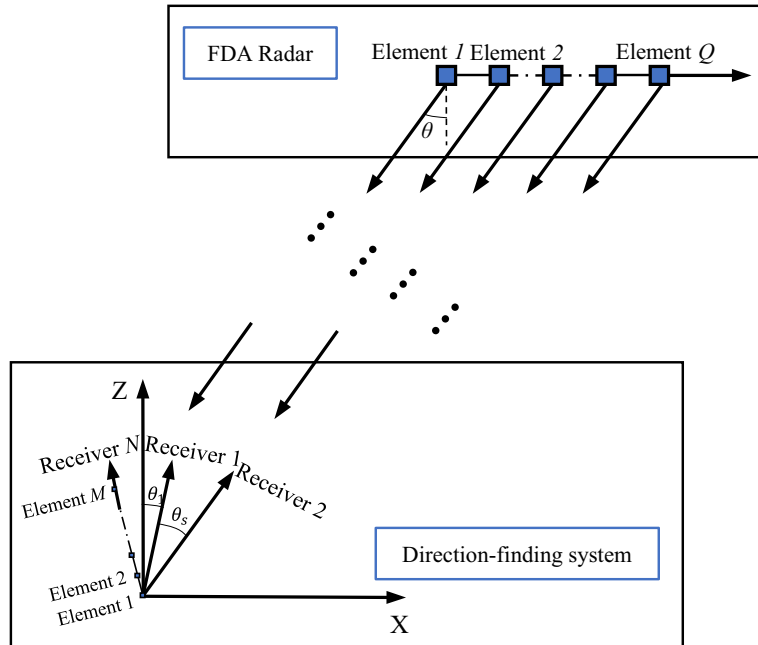 FDA Radar
Element 1 Element 2 Element Q
θ
Z
Receiver N Receiver 1
Receiver 2
Element M
θ₁
θₛ
Element 2
Element 1
Direction-finding system
X